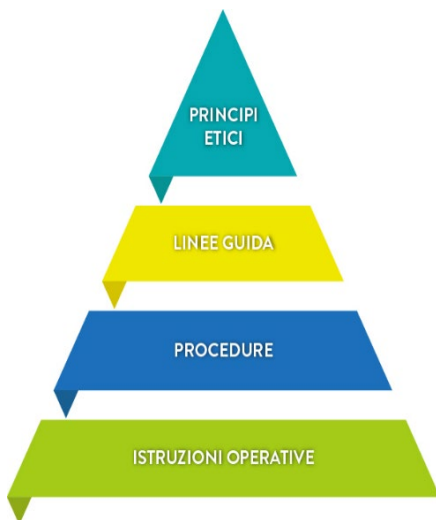 PRINCIPI
ETICI
LINEE GUIDA
PROCEDURE
ISTRUZIONI OPERATIVE